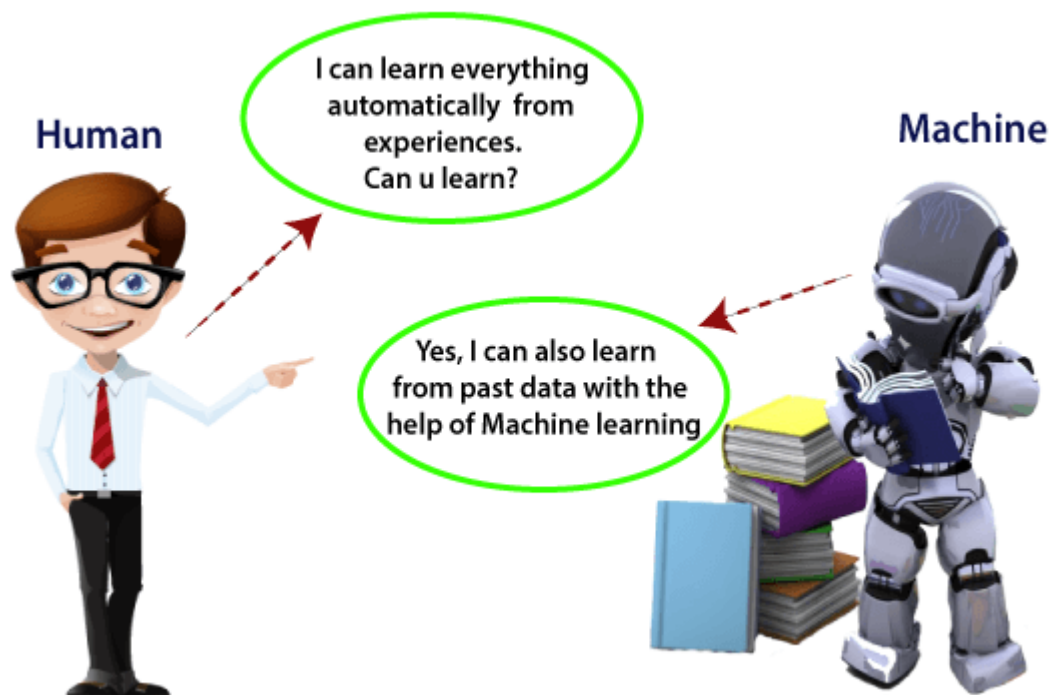 Human
I can learn everything
automatically from
experiences.
Can u learn?
Machine
Yes, I can also learn
from past data with the
help of Machine learning